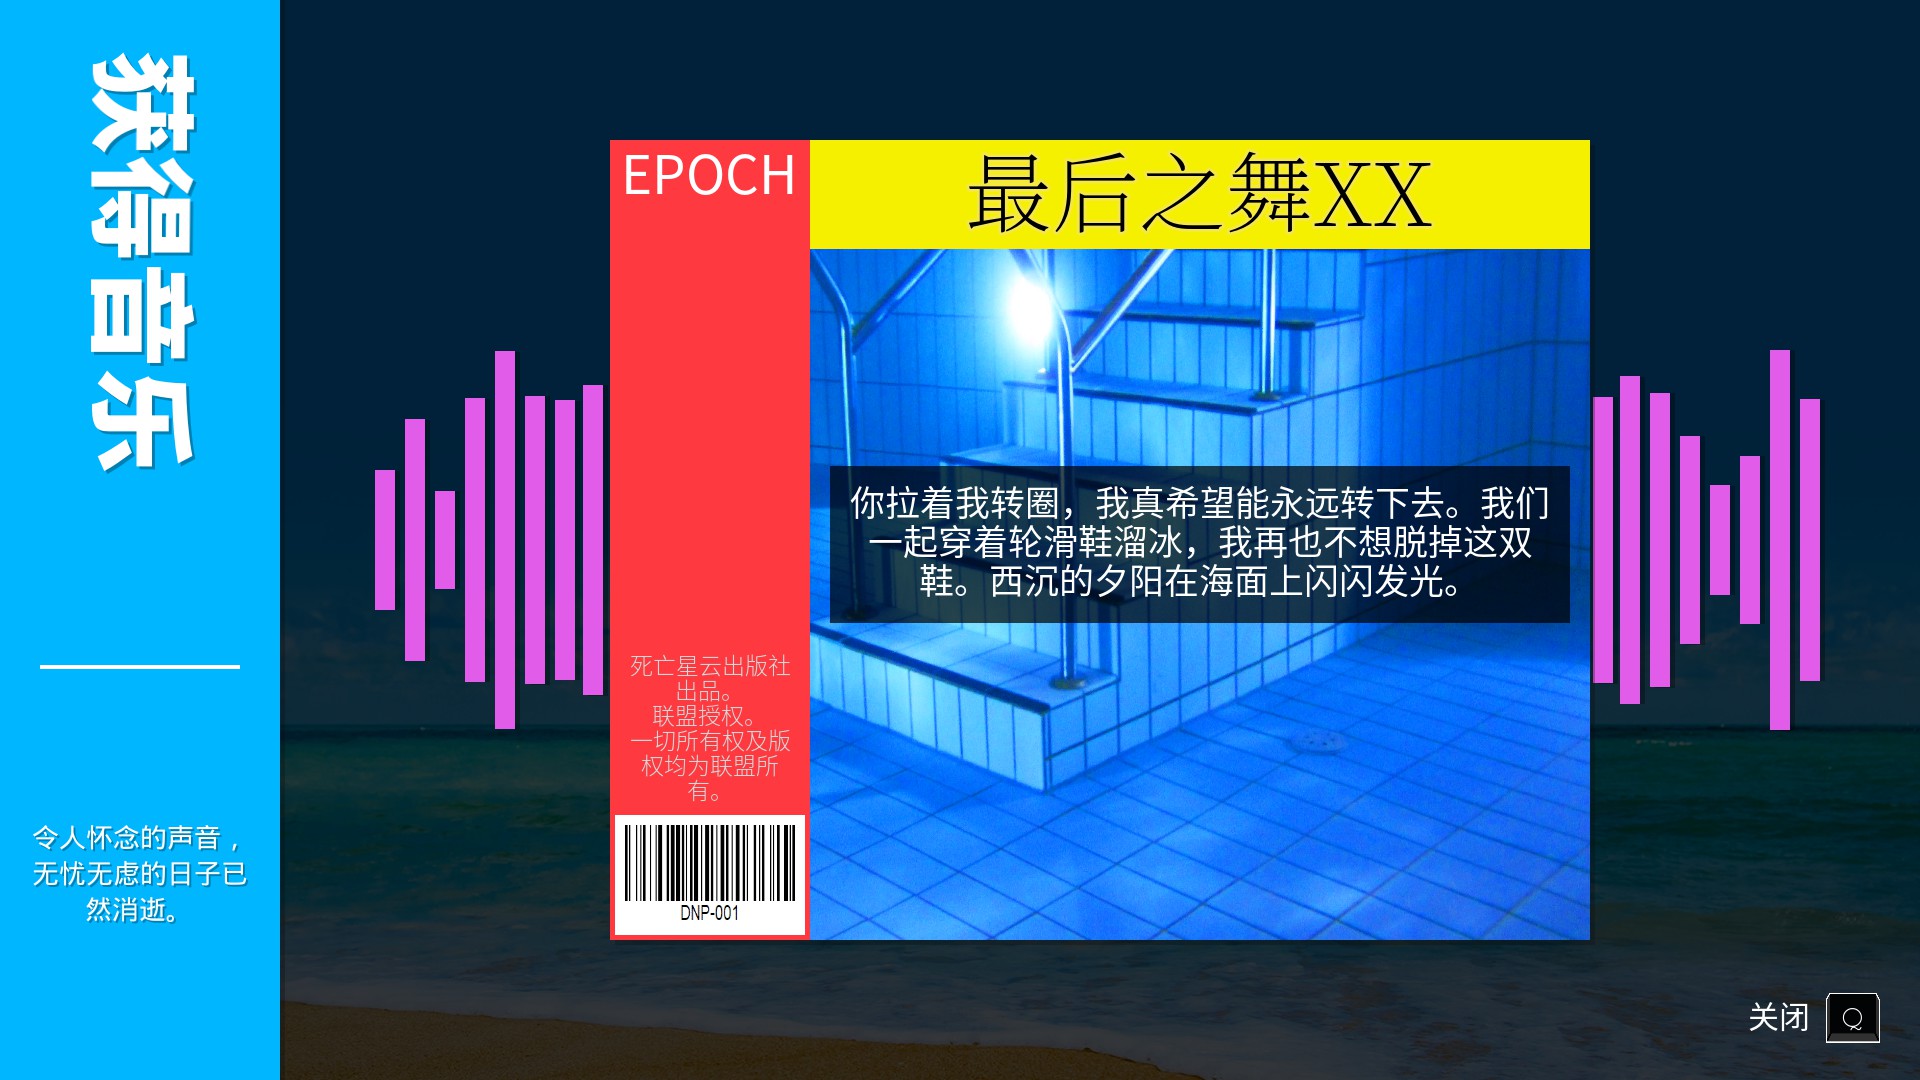 获得音乐
令人怀念的声音，
无忧无虑的日子已
然消逝。
EPOCH
死亡星云出版社
出品。
联盟授权。
一切所有权及版
权均为联盟所
有。
DNP-001
最后之舞XX
你拉着我转圈，我真希望能永远转下去。我们
一起穿着轮滑鞋溜冰，我再也不想脱掉这双
鞋。西沉的夕阳在海面上闪闪发光。
关闭 Q